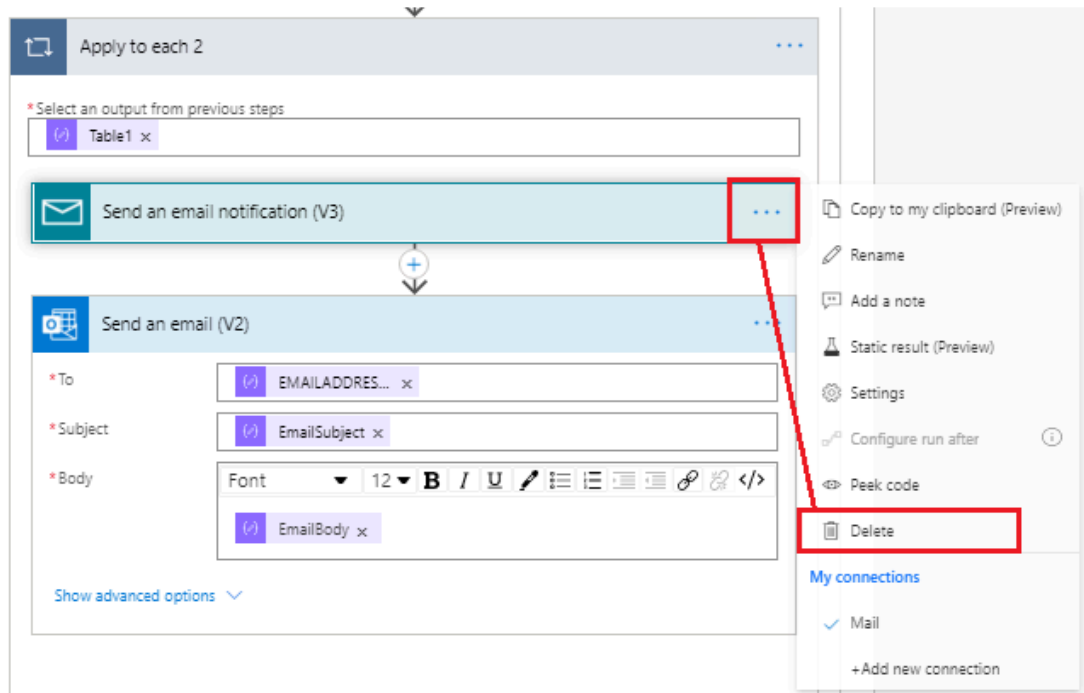 Apply to each 2
*Select an output from previous steps
Table1 ×
Send an email notification (V3)
Send an email (V2)
*To
EMAILADDRES... ×
*Subject
EmailSubject ×
*Body
Font 12 B I U </>
EmailBody ×
Show advanced options
Copy to my clipboard (Preview)
Rename
Add a note
Static result (Preview)
Settings
Configure run after
Peek code
Delete
My connections
Mail
+Add new connection